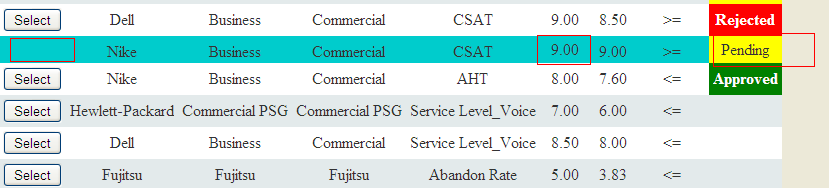 Select Dell Business Commercial CSAT 9.00 8.50 >= Rejected
Nike Business Commercial CSAT 9.00 9.00 >= Pending
Select Nike Business Commercial AHT 8.00 7.60 <= Approved
Select Hewlett-Packard Commercial PSG Commercial PSG Service Level_Voice 7.00 6.00 <=
Select Dell Business Commercial Service Level_Voice 8.50 8.00 <=
Select Fujitsu Fujitsu Fujitsu Abandon Rate 5.00 3.83 <=